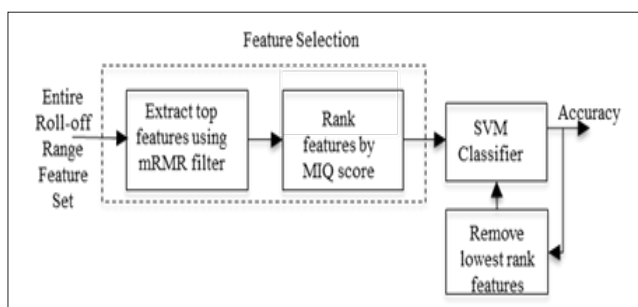 Feature Selection
Entire
Roll-off
Range
Feature
Set
Extract top
features using
mRMR filter
Rank
features by
MIQ score
SVM
Classifier
Accuracy
Remove
lowest rank
features